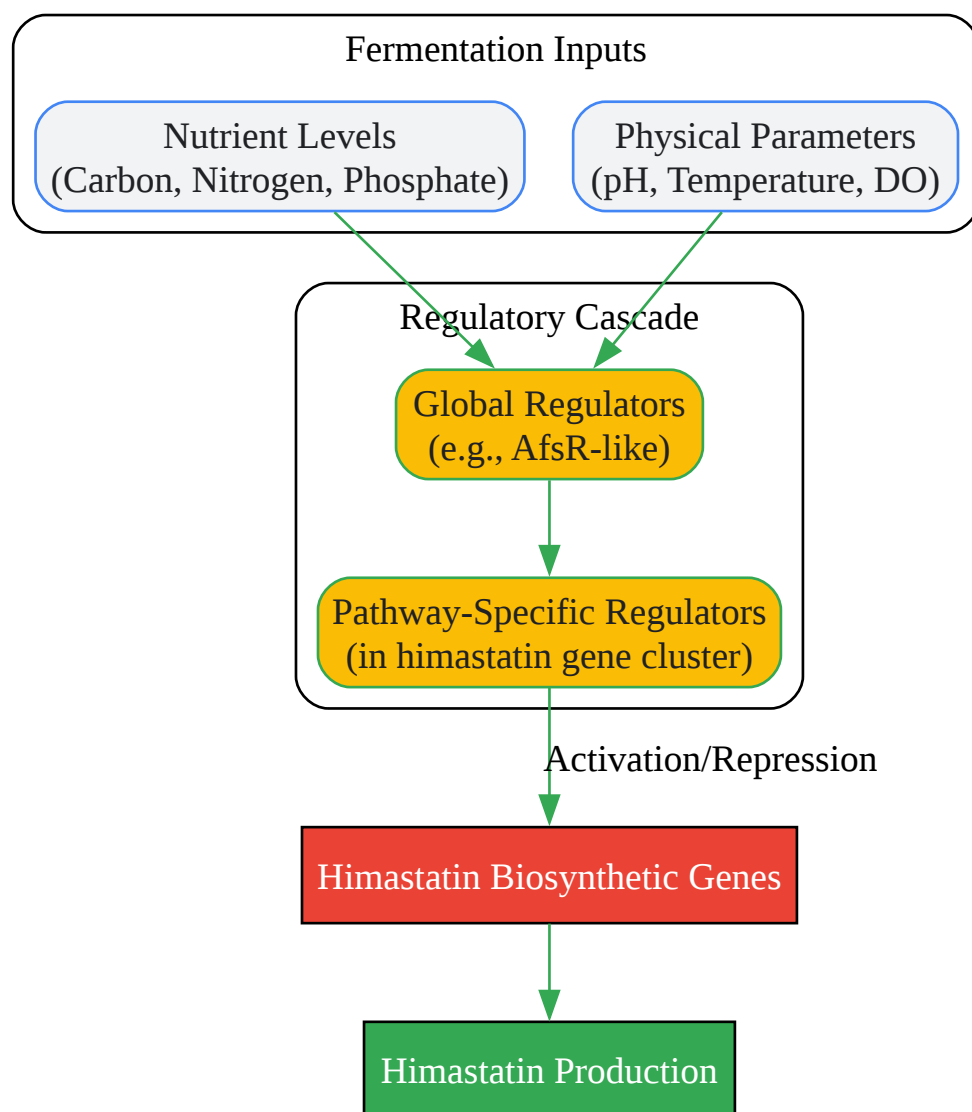 Fermentation Inputs
Nutrient Levels
(Carbon, Nitrogen, Phosphate)
Physical Parameters
(pH, Temperature, DO)
Regulatory Cascade
Global Regulators
(e.g., AfsR-like)
Pathway-Specific Regulators
(in himastatin gene cluster)
Activation/Repression
Himastatin Biosynthetic Genes
Himastatin Production